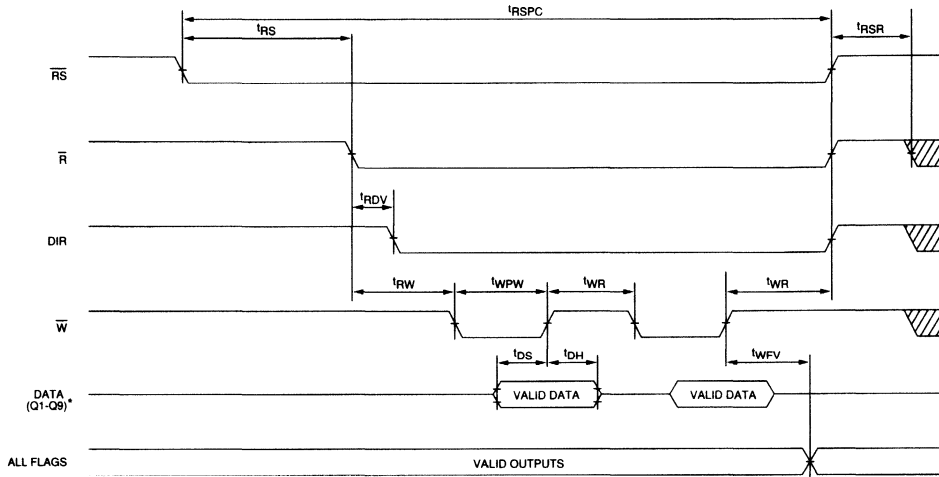 tRSPC
tRS
tRSR
RS
R
tRDV
DIR
tRW
tWPW
tWR
tWR
W
tDS
tDH
tWFV
DATA
(Q1-Q9)*
VALID DATA
VALID DATA
ALL FLAGS
VALID OUTPUTS